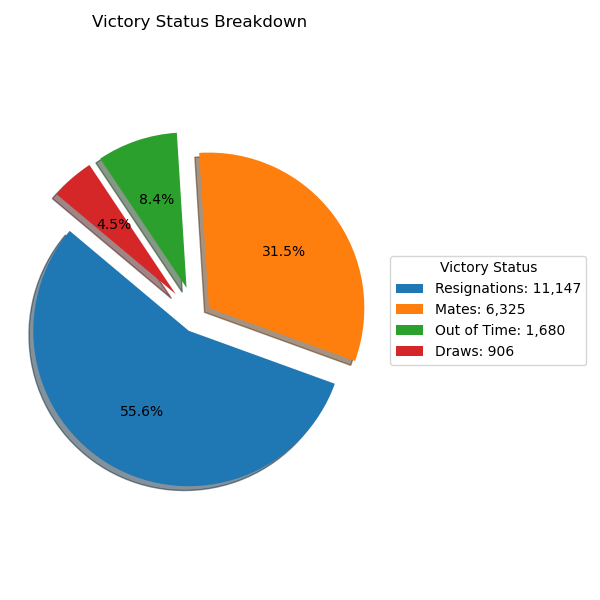 Victory Status Breakdown
8.4%
4.5%
31.5%
55.6%
Victory Status
Resignations: 11,147
Mates: 6,325
Out of Time: 1,680
Draws: 906